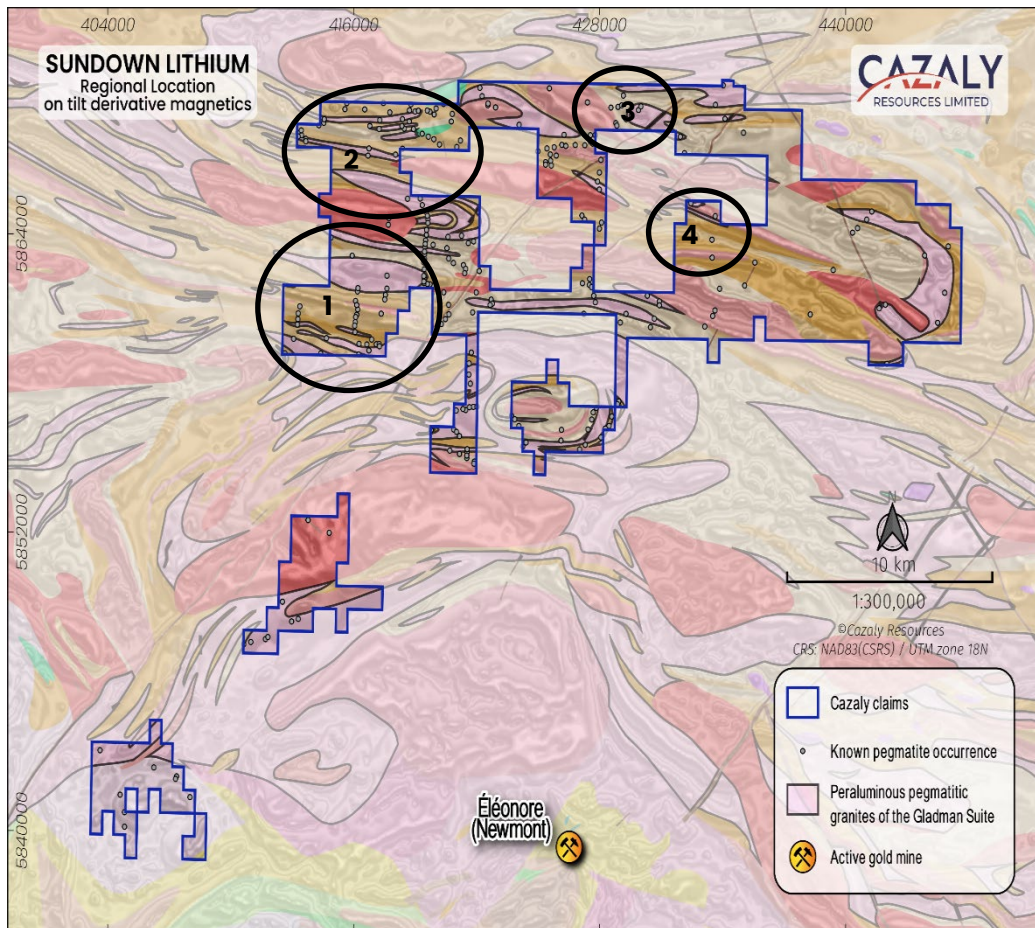 404000
416000
428000
440000
SUNDOWN LITHIUM
Regional Location
on tilt derivative magnetics
CAZALY
RESOURCES LIMITED
3
2
5864000
4
1
5852000
N
10 km
1:300,000
©Cazaly Resources
CRS: NAD83(CSRS) / UTM zone 18N
Cazaly claims
Known pegmatite occurrence
Peraluminous pegmatitic
granites of the Gladman Suite
Active gold mine
Éléonore
(Newmont)
5840000